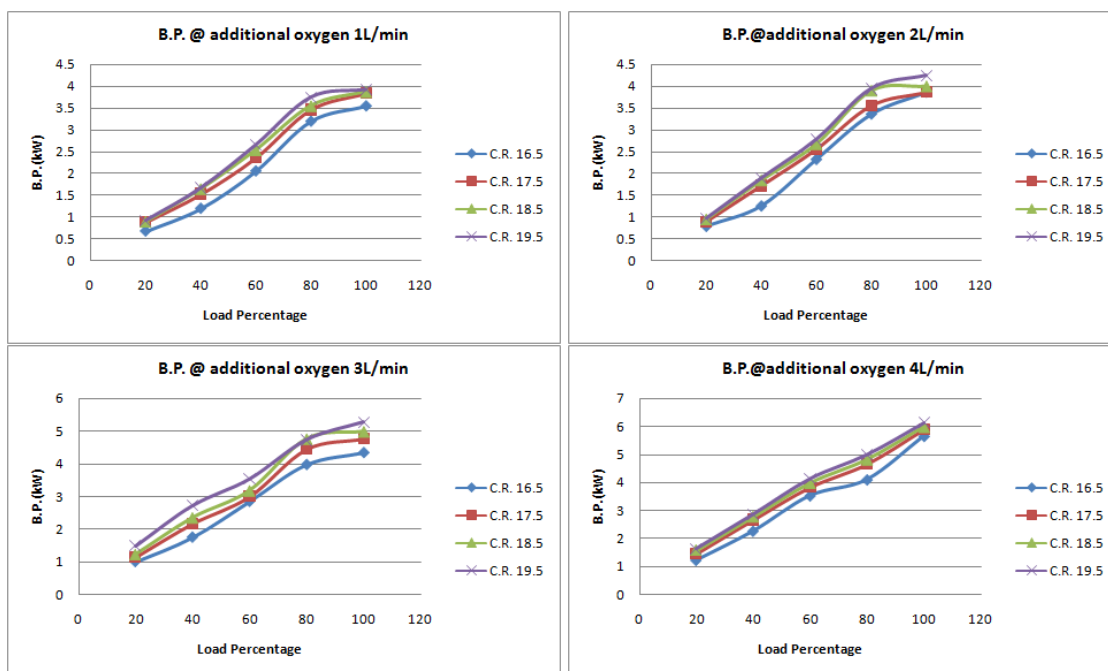 B.P. @ additional oxygen 1L/min
4.5
4
3.5
3
2.5
2
1.5
1
0.5
0
B.P.(kW)
0 20 40 60 80 100 120
Load Percentage
C.R. 16.5
C.R. 17.5
C.R. 18.5
C.R. 19.5
B.P.@additional oxygen 2L/min
4.5
4
3.5
3
2.5
2
1.5
1
0.5
0
B.P.(kW)
0 20 40 60 80 100 120
Load Percentage
C.R. 16.5
C.R. 17.5
C.R. 18.5
C.R. 19.5
B.P. @ additional oxygen 3L/min
6
5
4
3
2
1
0
B.P.(kW)
0 20 40 60 80 100 120
Load Percentage
C.R. 16.5
C.R. 17.5
C.R. 18.5
C.R. 19.5
B.P.@additional oxygen 4L/min
7
6
5
4
3
2
1
0
B.P.(kW)
0 20 40 60 80 100 120
Load Percentage
C.R. 16.5
C.R. 17.5
C.R. 18.5
C.R. 19.5